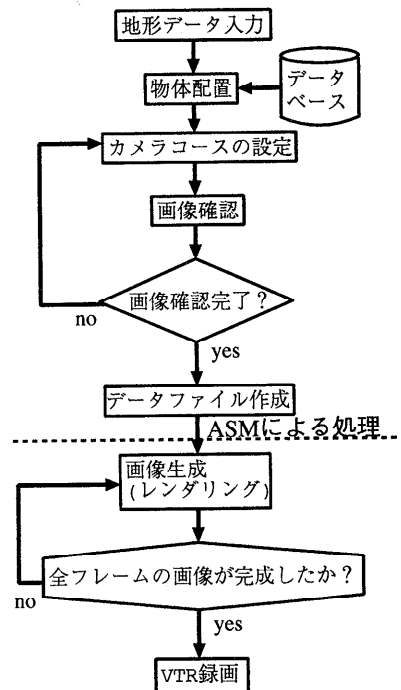 地形データ入力
物体配置
データ
ベース
カメラコースの設定
画像確認
画像確認完了？
no
yes
データファイル作成
ASMによる処理
画像生成
(レンダリング)
全フレームの画像が完成したか？
no
yes
VTR録画